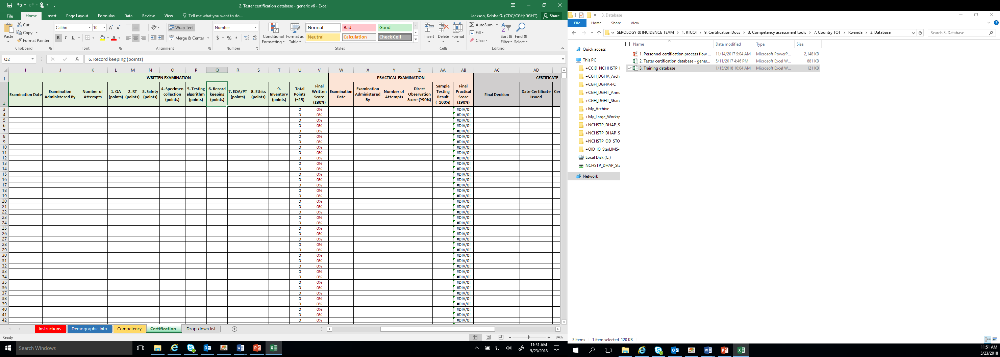 2. Tester certification database - generic v6 - Excel
File Home Insert Page Layout Formulas Data Review View Tell me what you want to do...
Jackson, Keisha G. (CDC/CGH/DGHT) Share
Paste Cut Copy Format Painter Clipboard
Calibri 10 B I U Font
Wrap Text Merge & Center Alignment
Number $ % , Number
Conditional Formatting Format as Table
Normal Bad Good
Neutral Calculation Check Cell
Styles
Insert Delete Format Cells
AutoSum Fill Clear Sort & Filter Find & Select Editing
Q2 fx 6. Record keeping (points)
I J K L M N O P Q R S T U V W X Y Z AA AB AC AD
1 WRITTEN EXAMINATION PRACTICAL EXAMINATION CERTIFICATE
2 Examination Date Examination Administered By Number of Attempts 1. QA (points) 2. RT (points) 3. Safety (points) 4. Specimen collection (points) 5. Testing algorithm (points) 6. Record keeping (points) 7. EQA/PT (points) 8. Ethics (points) 9. Inventory (points) Total Points (=25) Final Written Score (≥80%) Examination Date Examination Administered By Number of Attempts Direct Observation Score (≥90%) Sample Testing Result (=100%) Final Practical Score (≥90%) Final Decision Date Certificate Issued Cer
3 0 0% #DIV/0!
4 0 0% #DIV/0!
5 0 0% #DIV/0!
6 0 0% #DIV/0!
7 0 0% #DIV/0!
8 0 0% #DIV/0!
9 0 0% #DIV/0!
10 0 0% #DIV/0!
11 0 0% #DIV/0!
12 0 0% #DIV/0!
13 0 0% #DIV/0!
14 0 0% #DIV/0!
15 0 0% #DIV/0!
16 0 0% #DIV/0!
17 0 0% #DIV/0!
18 0 0% #DIV/0!
19 0 0% #DIV/0!
20 0 0% #DIV/0!
21 0 0% #DIV/0!
22 0 0% #DIV/0!
23 0 0% #DIV/0!
24 0 0% #DIV/0!
25 0 0% #DIV/0!
26 0 0% #DIV/0!
27 0 0% #DIV/0!
28 0 0% #DIV/0!
29 0 0% #DIV/0!
30 0 0% #DIV/0!
31 0 0% #DIV/0!
32 0 0% #DIV/0!
33 0 0% #DIV/0!
34 0 0% #DIV/0!
35 0 0% #DIV/0!
36 0 0% #DIV/0!
37 0 0% #DIV/0!
38 0 0% #DIV/0!
39 0 0% #DIV/0!
40 0 0% #DIV/0!
41 0 0% #DIV/0!
42 0 0% #DIV/0!
Instructions Demographic Info Competency Certification Drop down list
Ready 94%
Search Windows
11:51 AM
5/23/2018
3. Database
File Home Share View
« SEROLOGY & INCIDENCE TEAM › 1. RTCQI › 9. Certification Docs › 3. Competency assessment tools › 7. Country TOT › Rwanda › 3. Database
Search 3. Database
Name Date modified Type Size
1. Personnel certification process flow ... 11/14/2017 9:04 AM Microsoft PowerP... 2,148 KB
2. Tester certification database - gener... 5/11/2017 4:46 PM Microsoft Excel W... 881 KB
3. Training database 1/15/2018 10:04 AM Microsoft Excel W... 121 KB
Quick access
This PC
+CCID_NCHHSTP_D
+CGH_DGHA_Archi
+CGH_DGHA-FC
+CGH_DGHT_Annu
+CGH_DGHT_Share
+My_Archive
+My_Large_Worksp
+NCHSTP_DHAP_S
+NCHSTP_DHAP_S
+NCHSTP_OD_STO
+OID_IO_StarLIMS-
Local Disk (C:)
NCHSTP_DHAP_Stc
Network
3 items 1 item selected 120 KB
11:51 AM
5/23/2018